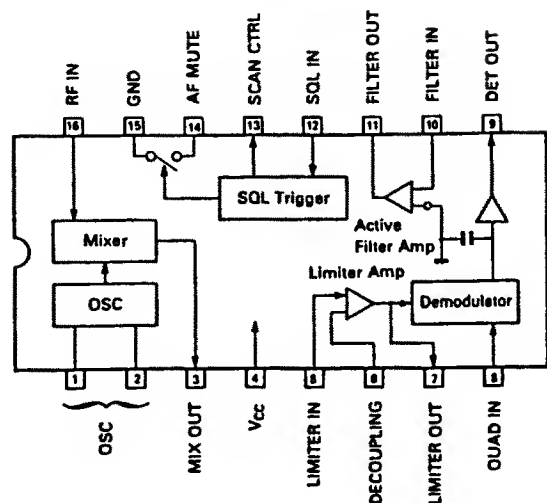 RF IN
GND
AF MUTE
SCAN CTRL
SQL IN
FILTER OUT
FILTER IN
DET OUT
16
15
14
13
12
11
10
9
SQL Trigger
Mixer
Active
Filter Amp
Limiter Amp
OSC
Demodulator
1
2
3
4
5
6
7
8
OSC
MIX OUT
Vcc
LIMITER IN
DECOUPLING
LIMITER OUT
QUAD IN